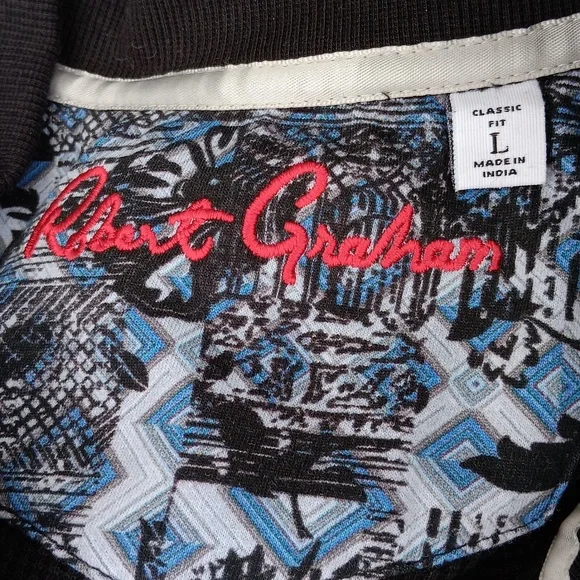 Robert Graham
CLASSIC
FIT
L
MADE IN
INDIA